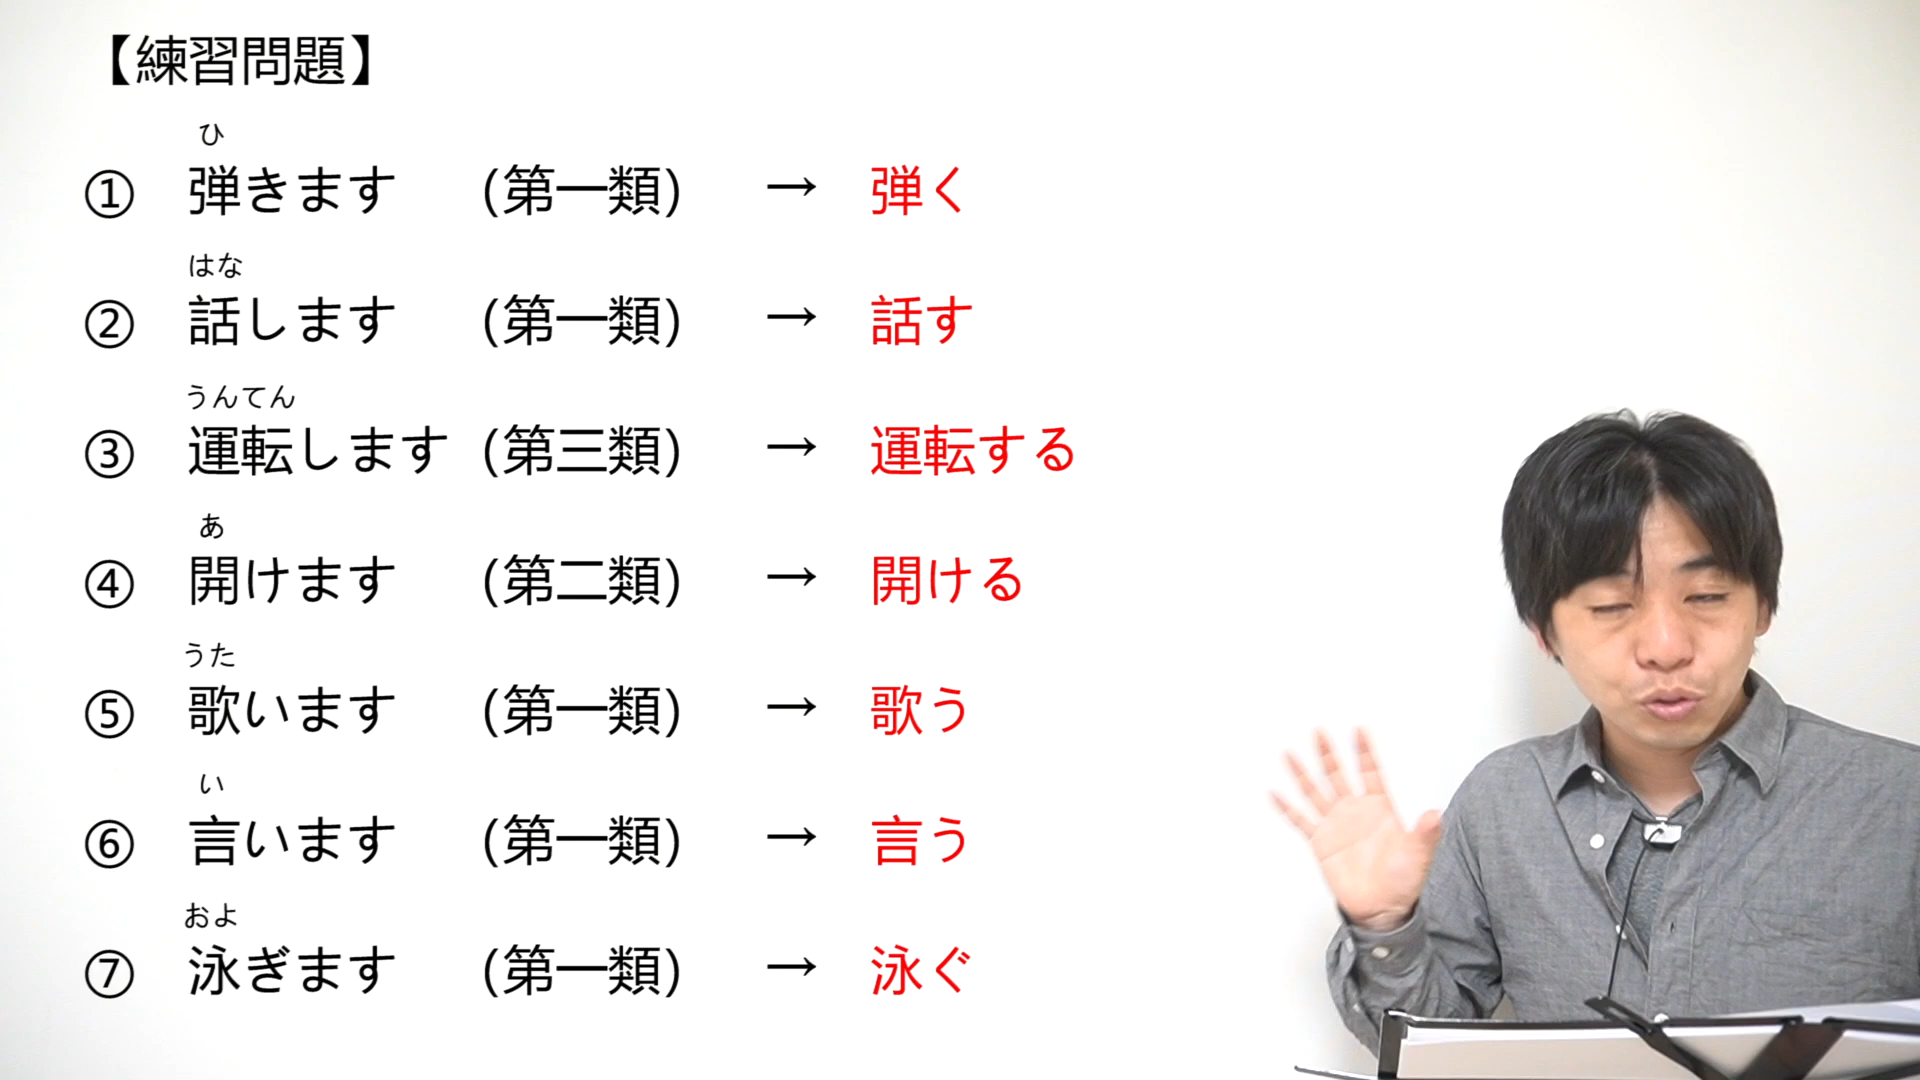 【練習問題】
ひ
① 弾きます (第一類) → 弾く
はな
② 話します (第一類) → 話す
うんてん
③ 運転します (第三類) → 運転する
あ
④ 開けます (第二類) → 開ける
うた
⑤ 歌います (第一類) → 歌う
い
⑥ 言います (第一類) → 言う
およ
⑦ 泳ぎます (第一類) → 泳ぐ